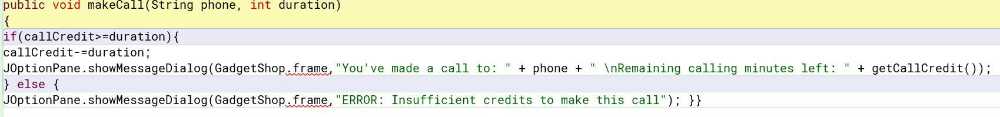 public void makeCall(String phone, int duration)
{
if(callCredit>=duration){
callCredit-=duration;
JOptionPane.showMessageDialog(GadgetShop.frame,"You've made a call to: " + phone + " \nRemaining calling minutes left: " + getCallCredit());
} else {
JOptionPane.showMessageDialog(GadgetShop.frame,"ERROR: Insufficient credits to make this call"); }}